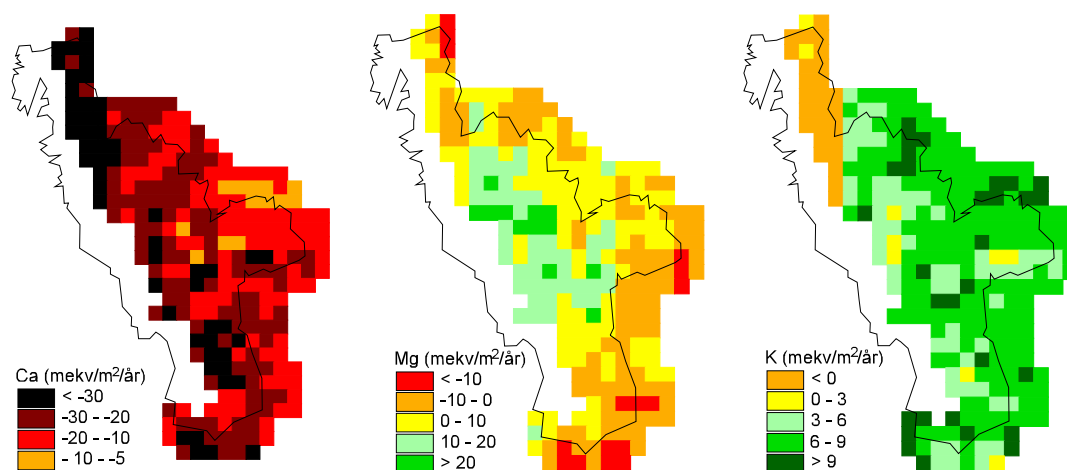 Ca (mekv/m²/år)
< -30
-30 - -20
-20 - -10
- 10 - -5
Mg (mekv/m²/år)
< -10
-10 - 0
0 - 10
10 - 20
> 20
K (mekv/m²/år)
< 0
0 - 3
3 - 6
6 - 9
> 9